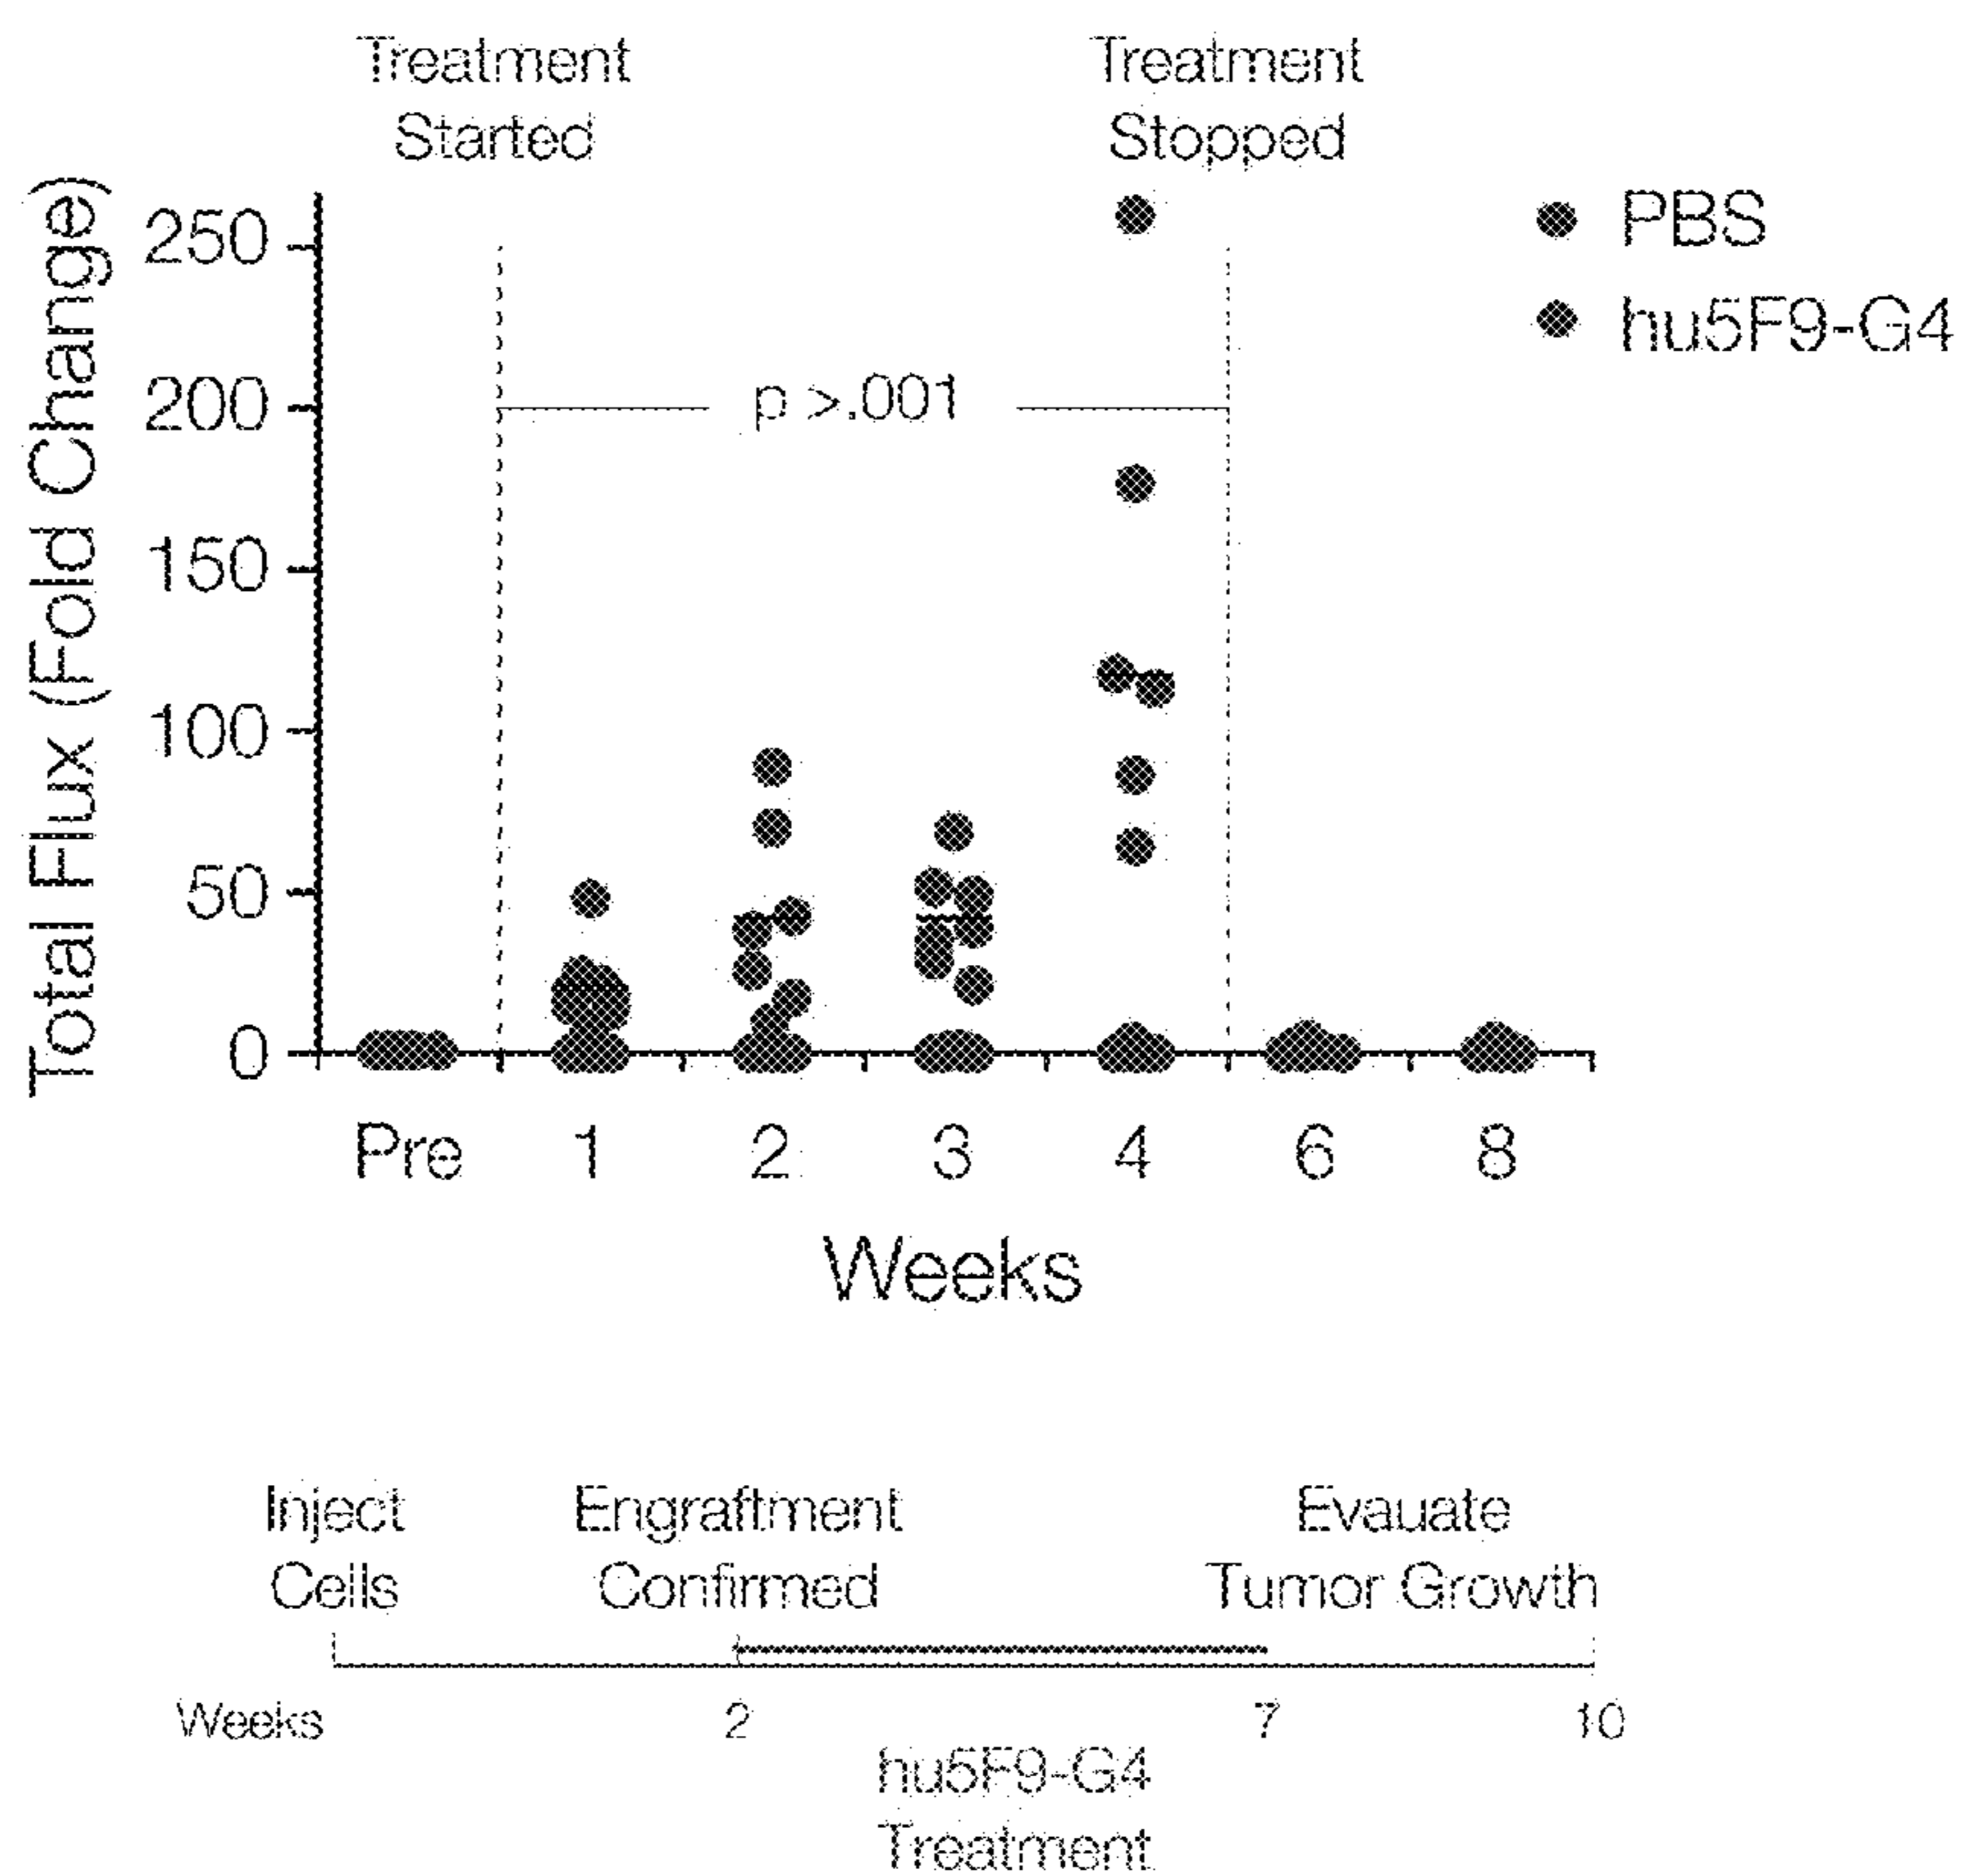 Treatment
Started
Treatment
Stopped
Total Flux (Fold Change)
250
200
150
100
50
0
PBS
hu5F9-G4
p >.001
Pre 1 2 3 4 6 8
Weeks
Inject
Cells
Engraftment
Confirmed
Evauate
Tumor Growth
Weeks 2 7 10
hu5F9-G4
Treatment